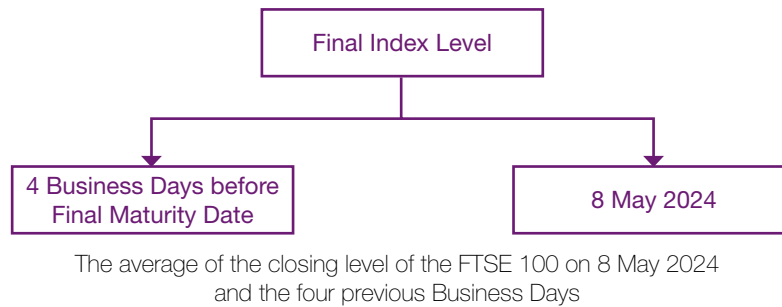 Final Index Level
4 Business Days before
Final Maturity Date
8 May 2024
The average of the closing level of the FTSE 100 on 8 May 2024
and the four previous Business Days